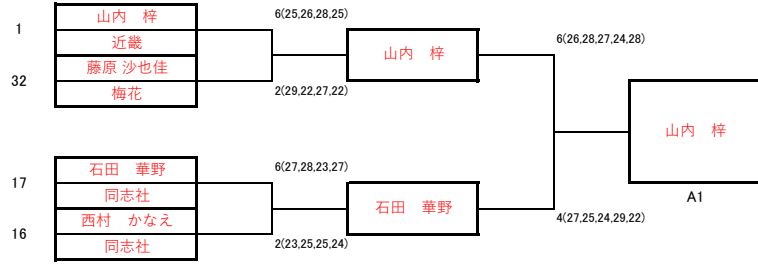 1
山内　梓
近畿
32
藤原 沙也佳
梅花
6(25,26,28,25)
2(29,22,27,22)
山内　梓
17
石田　華野
同志社
16
西村　かなえ
同志社
6(27,28,23,27)
2(23,25,25,24)
石田　華野
6(26,28,27,24,28)
4(27,25,24,29,22)
山内　梓
A1